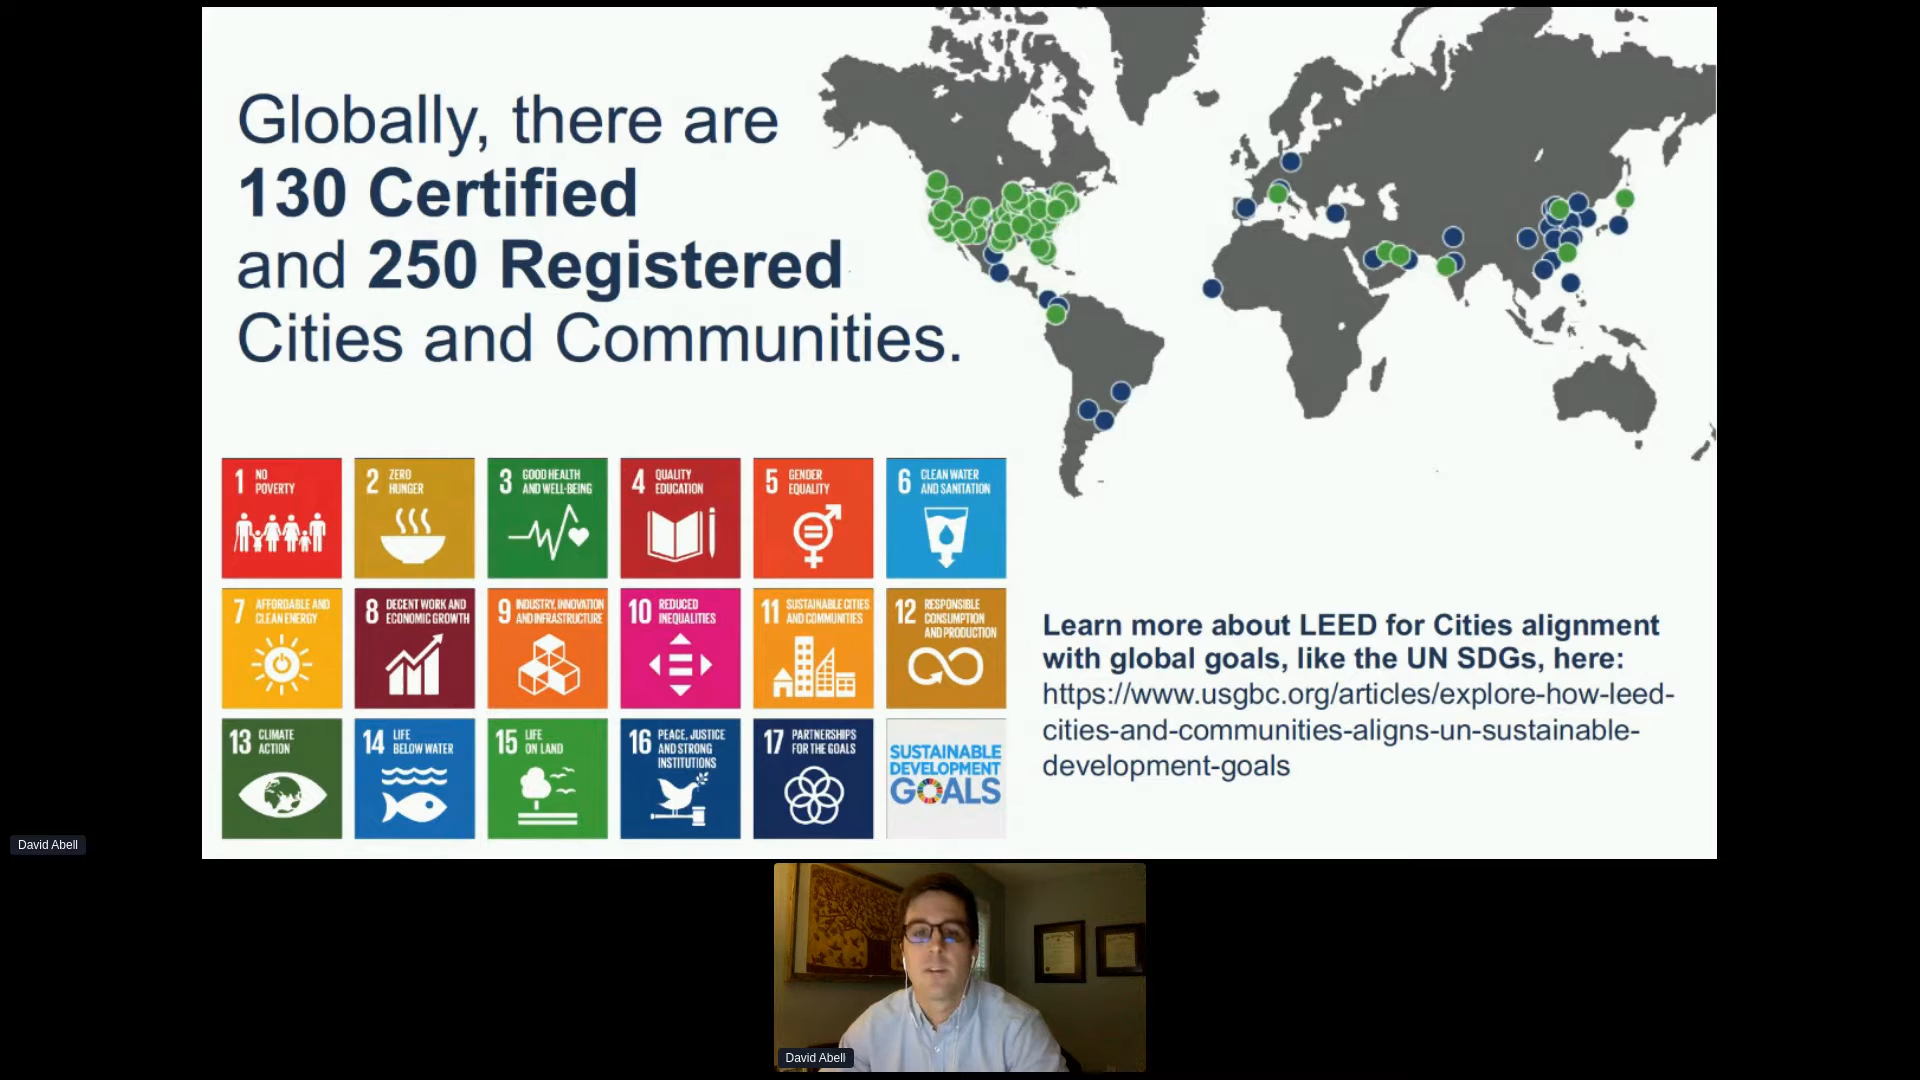 Globally, there are
130 Certified
and 250 Registered
Cities and Communities.
1 NO
POVERTY
2 ZERO
HUNGER
3 GOOD HEALTH
AND WELL-BEING
4 QUALITY
EDUCATION
5 GENDER
EQUALITY
6 CLEAN WATER
AND SANITATION
7 AFFORDABLE AND
CLEAN ENERGY
8 DECENT WORK AND
ECONOMIC GROWTH
9 INDUSTRY, INNOVATION
AND INFRASTRUCTURE
10 REDUCED
INEQUALITIES
11 SUSTAINABLE CITIES
AND COMMUNITIES
12 RESPONSIBLE
CONSUMPTION
AND PRODUCTION
13 CLIMATE
ACTION
14 LIFE
BELOW WATER
15 LIFE
ON LAND
16 PEACE, JUSTICE
AND STRONG
INSTITUTIONS
17 PARTNERSHIPS
FOR THE GOALS
SUSTAINABLE
DEVELOPMENT
GOALS
Learn more about LEED for Cities alignment
with global goals, like the UN SDGs, here:
https://www.usgbc.org/articles/explore-how-leed-
cities-and-communities-aligns-un-sustainable-
development-goals
David Abell
David Abell